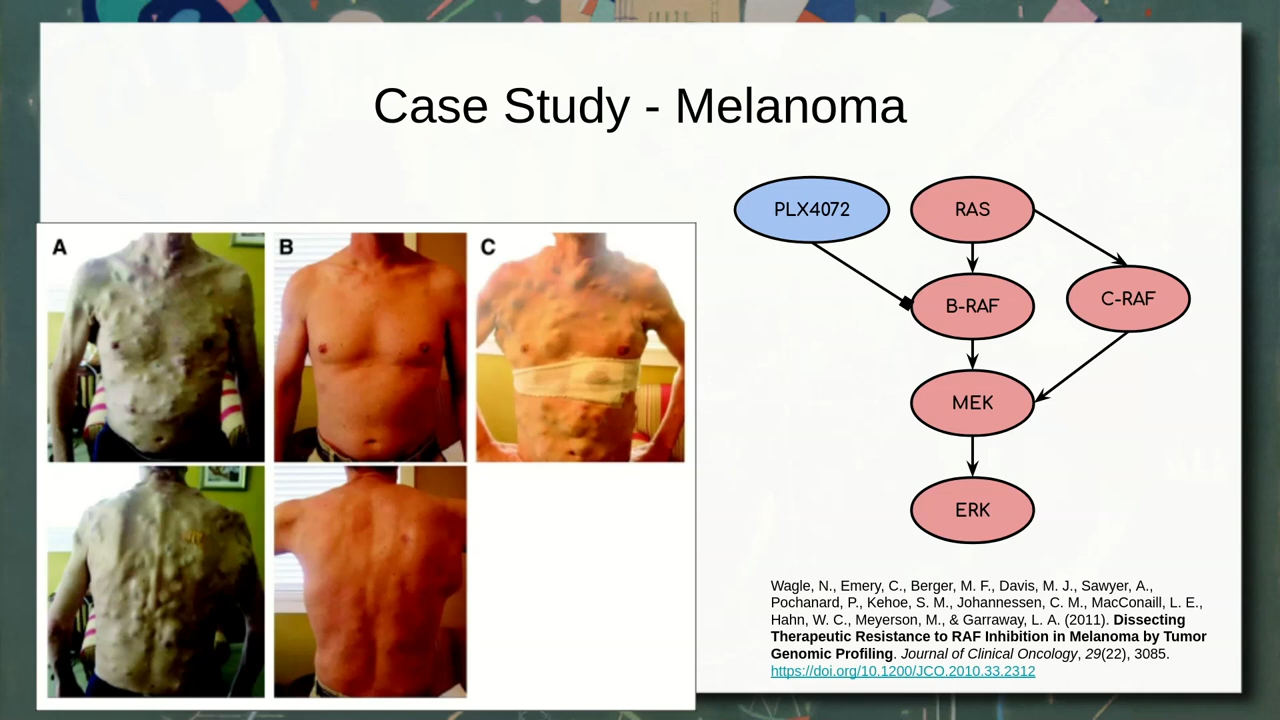 Case Study - Melanoma
A
B
C
PLX4072
RAS
B-RAF
C-RAF
MEK
ERK
Wagle, N., Emery, C., Berger, M. F., Davis, M. J., Sawyer, A.,
Pochanard, P., Kehoe, S. M., Johannessen, C. M., MacConaill, L. E.,
Hahn, W. C., Meyerson, M., & Garraway, L. A. (2011). Dissecting
Therapeutic Resistance to RAF Inhibition in Melanoma by Tumor
Genomic Profiling. Journal of Clinical Oncology, 29(22), 3085.
https://doi.org/10.1200/JCO.2010.33.2312